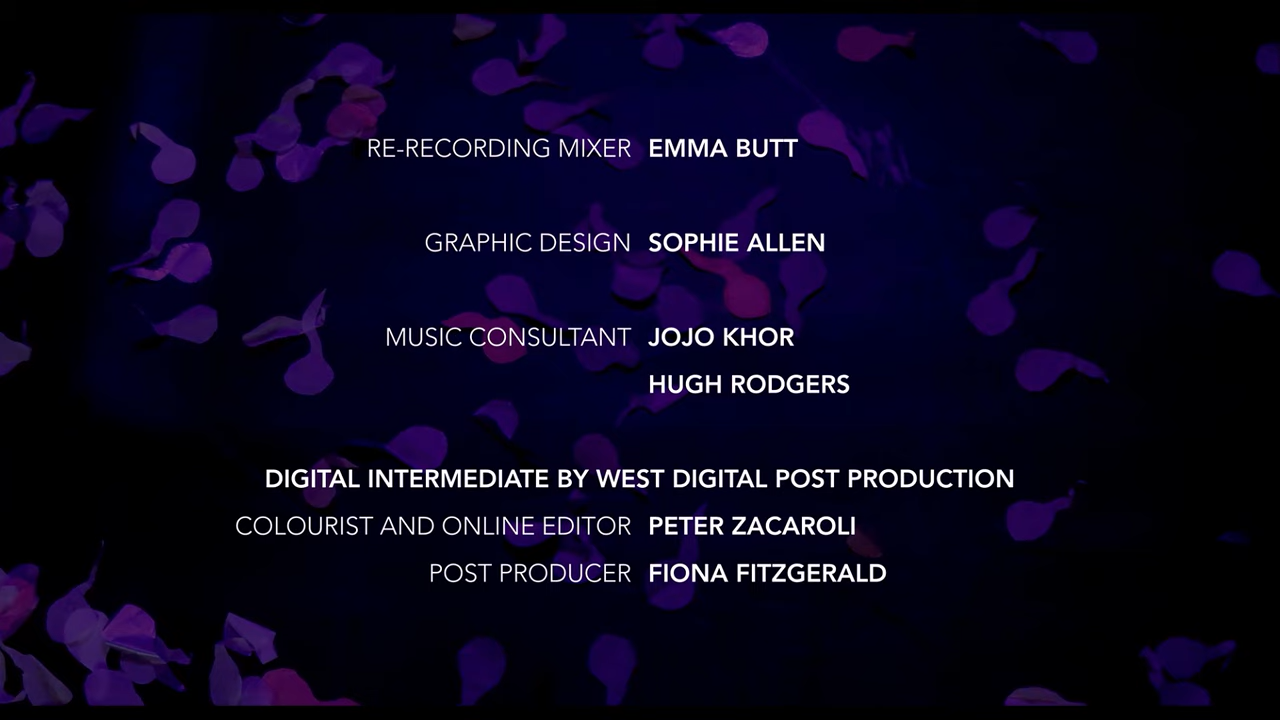 RE-RECORDING MIXER EMMA BUTT
GRAPHIC DESIGN SOPHIE ALLEN
MUSIC CONSULTANT JOJO KHOR
HUGH RODGERS
DIGITAL INTERMEDIATE BY WEST DIGITAL POST PRODUCTION
COLOURIST AND ONLINE EDITOR PETER ZACAROLI
POST PRODUCER FIONA FITZGERALD